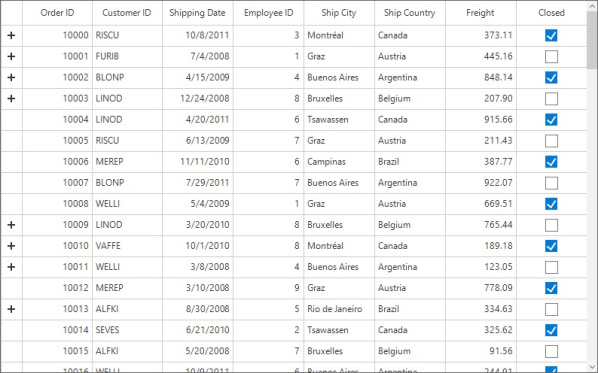 Order ID Customer ID Shipping Date Employee ID Ship City Ship Country Freight Closed
10000 RISCU 10/8/2011 3 Montréal Canada 373.11
10001 FURIB 7/4/2008 1 Graz Austria 445.16
10002 BLONP 4/15/2009 4 Buenos Aires Argentina 848.14
10003 LINOD 12/24/2008 8 Bruxelles Belgium 207.90
10004 LINOD 4/20/2011 6 Tsawassen Canada 915.66
10005 RISCU 6/13/2009 7 Graz Austria 211.43
10006 MEREP 11/11/2010 6 Campinas Brazil 387.77
10007 BLONP 7/29/2011 7 Buenos Aires Argentina 922.07
10008 WELLI 5/4/2009 1 Graz Austria 669.51
10009 LINOD 3/20/2010 8 Bruxelles Belgium 765.44
10010 VAFFE 10/1/2010 8 Montréal Canada 189.18
10011 WELLI 3/8/2008 4 Buenos Aires Argentina 123.05
10012 MEREP 3/10/2008 9 Graz Austria 778.09
10013 ALFKI 8/30/2008 5 Rio de Janeiro Brazil 334.63
10014 SEVES 6/21/2010 2 Tsawassen Canada 325.62
10015 ALFKI 5/20/2008 7 Bruxelles Belgium 91.56
10016 WELLI 10/9/2011 6 Buenos Aires Argentina 244.91